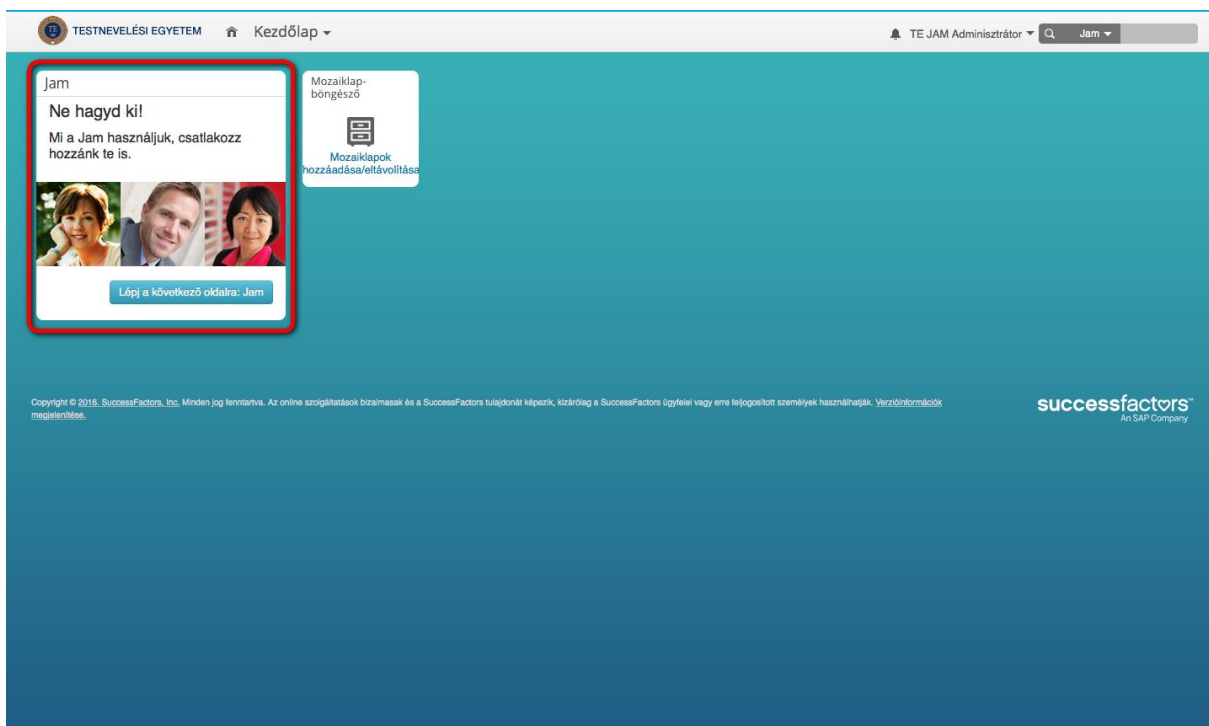 TESTNEVELÉSI EGYETEM Kezdőlap TE JAM Adminisztrátor Jam
Jam
Ne hagyd ki!
Mi a Jam használjuk, csatlakozz
hozzánk te is.
Lépj a következő oldalra: Jam
Mozaiklap-
böngésző
Mozaiklapok
hozzáadása/eltávolítása
Copyright © 2016. SuccessFactors, Inc. Minden jog fenntartva. Az online szolgáltatások bizalmasak és a SuccessFactors tulajdonát képezik, kizárólag a SuccessFactors ügyfelei vagy erre feljogosított személyek használhatják. Verzióinformációk
megjelenítése.
successfactors™
An SAP Company